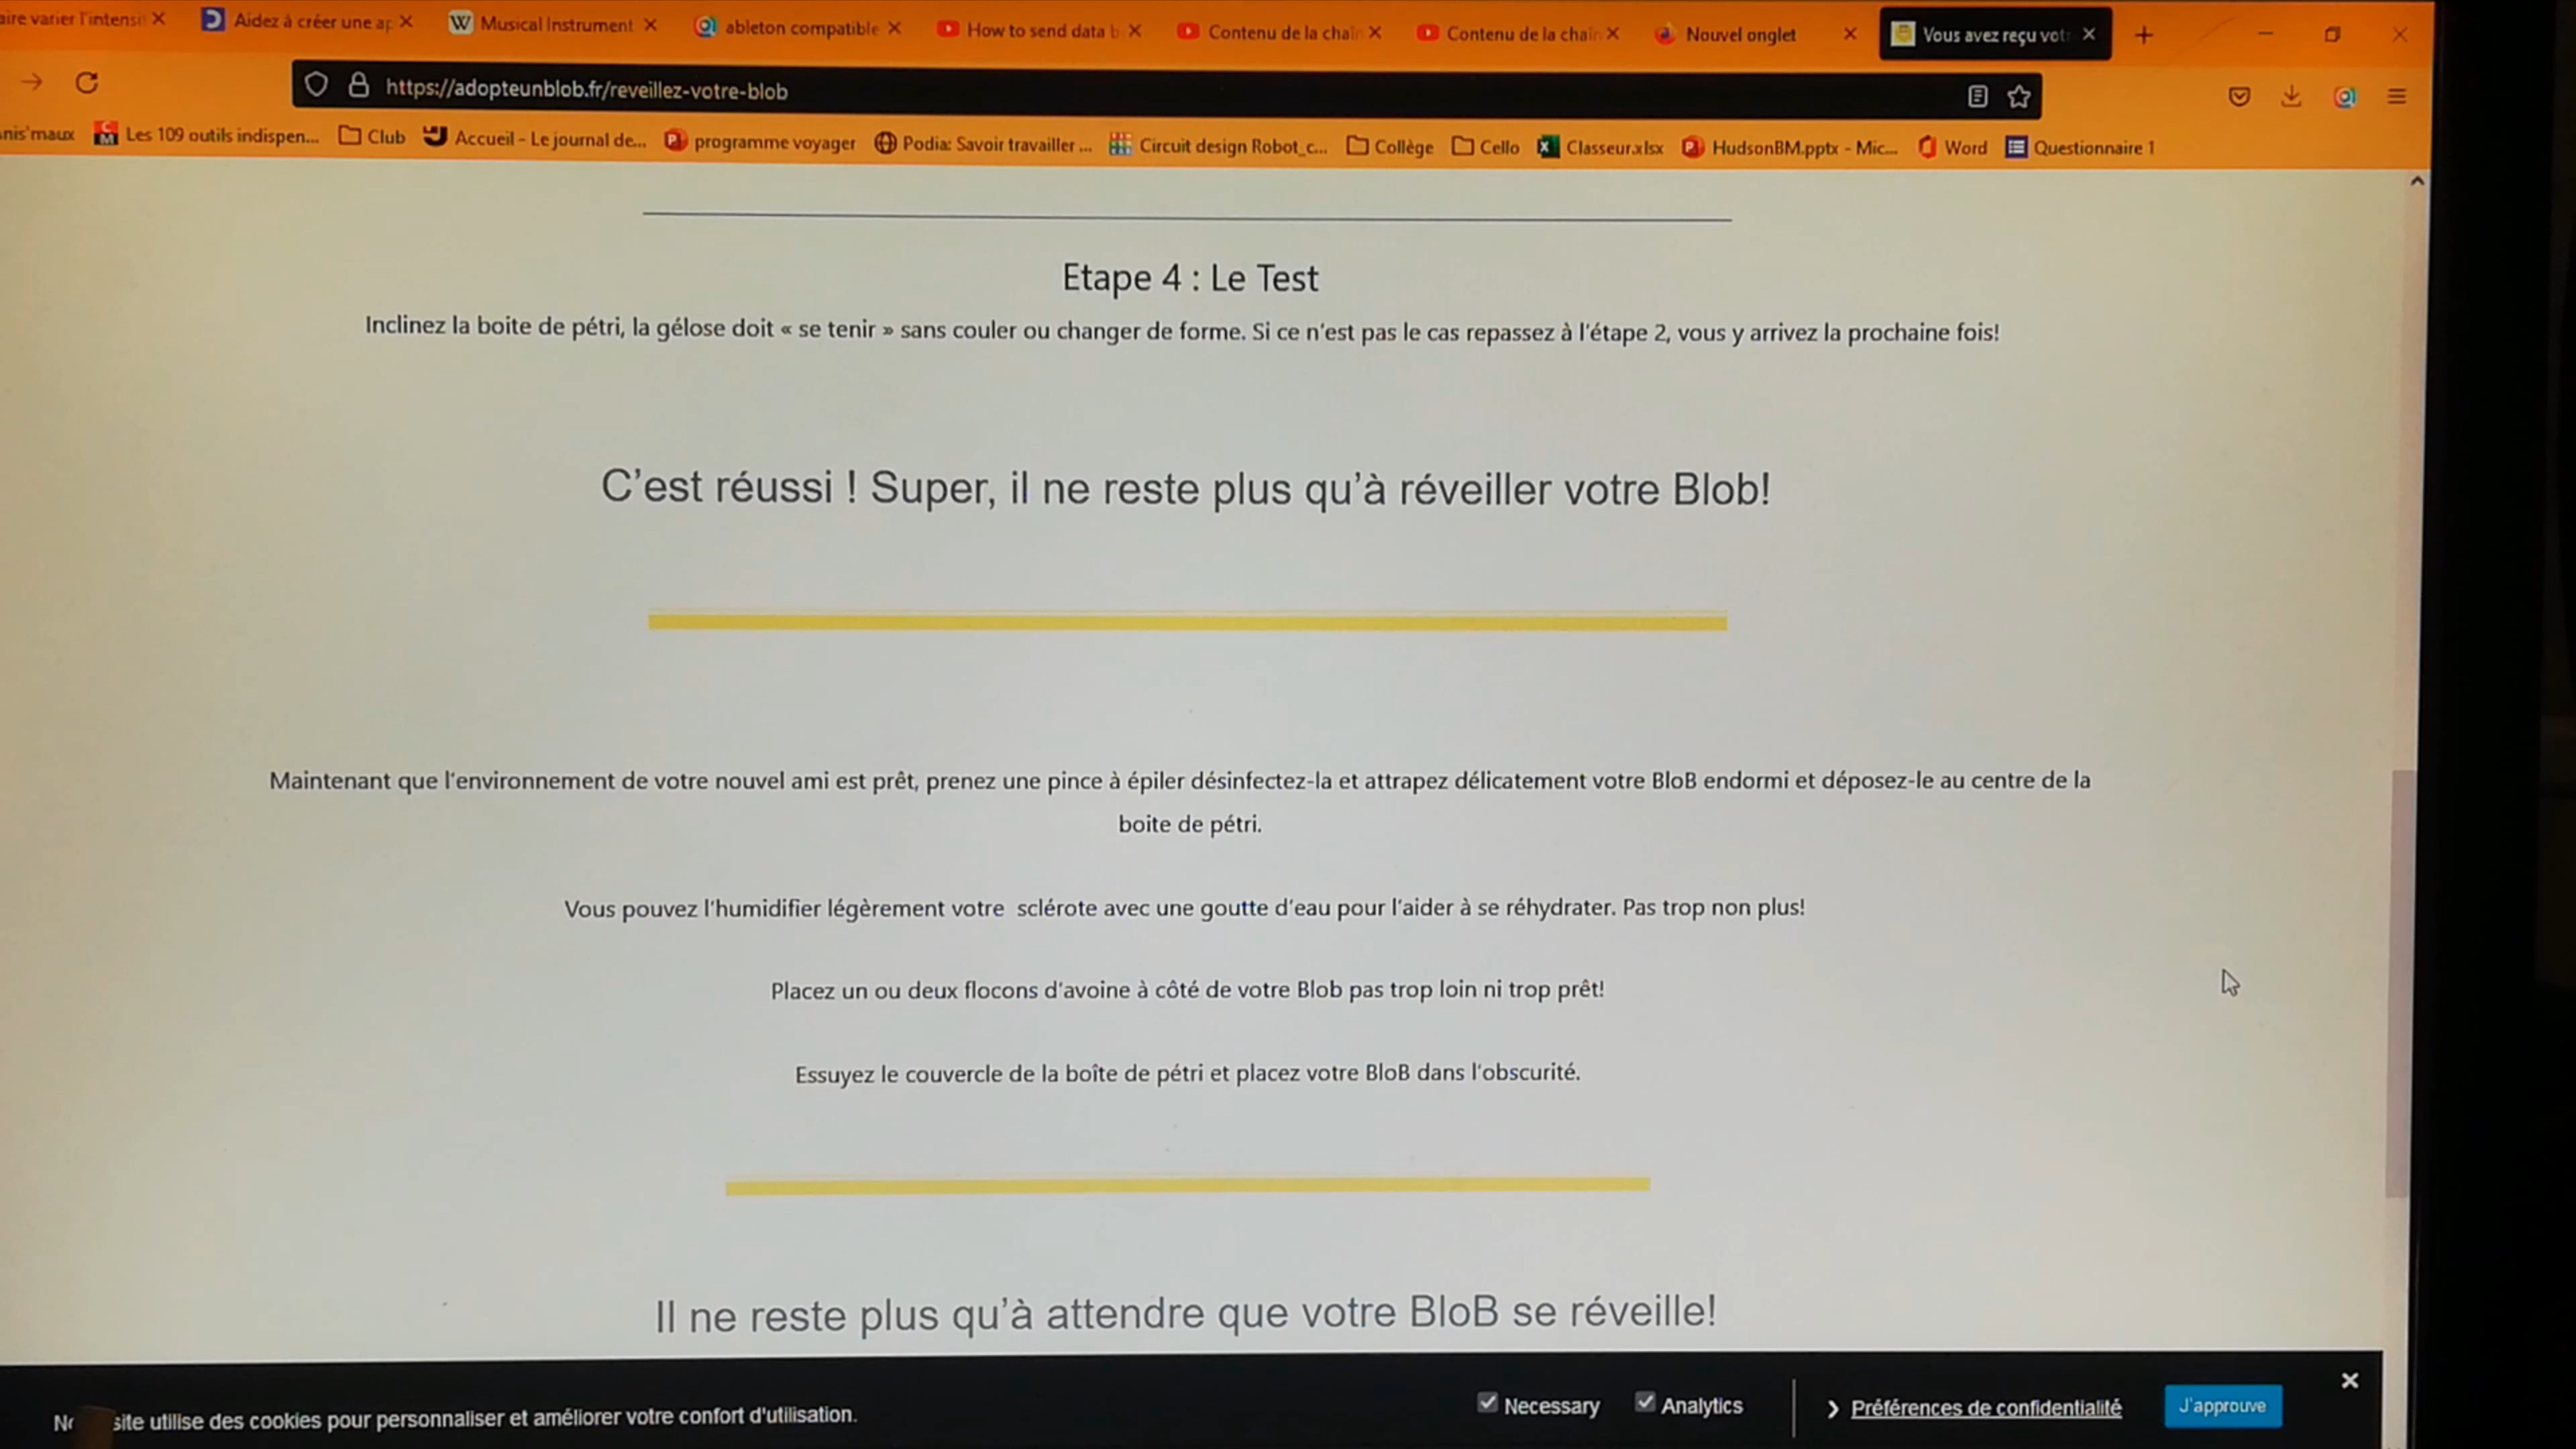 aire varier l'intensi
Aidez à créer une ap
Musical Instrument
ableton compatible
How to send data b
Contenu de la chaîn
Contenu de la chaîn
Nouvel onglet
Vous avez reçu vot
https://adopteunblob.fr/reveillez-votre-blob
nis'maux
Les 109 outils indispen...
Club
Accueil - Le journal de...
programme voyager
Podia: Savoir travailler ...
Circuit design Robot_c...
Collège
Cello
Classeur.xlsx
HudsonBM.pptx - Mic...
Word
Questionnaire 1
Etape 4 : Le Test
Inclinez la boite de pétri, la gélose doit « se tenir » sans couler ou changer de forme. Si ce n'est pas le cas repassez à l'étape 2, vous y arrivez la prochaine fois!
C'est réussi ! Super, il ne reste plus qu'à réveiller votre Blob!
Maintenant que l'environnement de votre nouvel ami est prêt, prenez une pince à épiler désinfectez-la et attrapez délicatement votre BloB endormi et déposez-le au centre de la
boite de pétri.
Vous pouvez l'humidifier légèrement votre sclérote avec une goutte d'eau pour l'aider à se réhydrater. Pas trop non plus!
Placez un ou deux flocons d'avoine à côté de votre Blob pas trop loin ni trop prêt!
Essuyez le couvercle de la boîte de pétri et placez votre BloB dans l'obscurité.
Il ne reste plus qu'à attendre que votre BloB se réveille!
site utilise des cookies pour personnaliser et améliorer votre confort d'utilisation.
Necessary
Analytics
Préférences de confidentialité
J'approuve